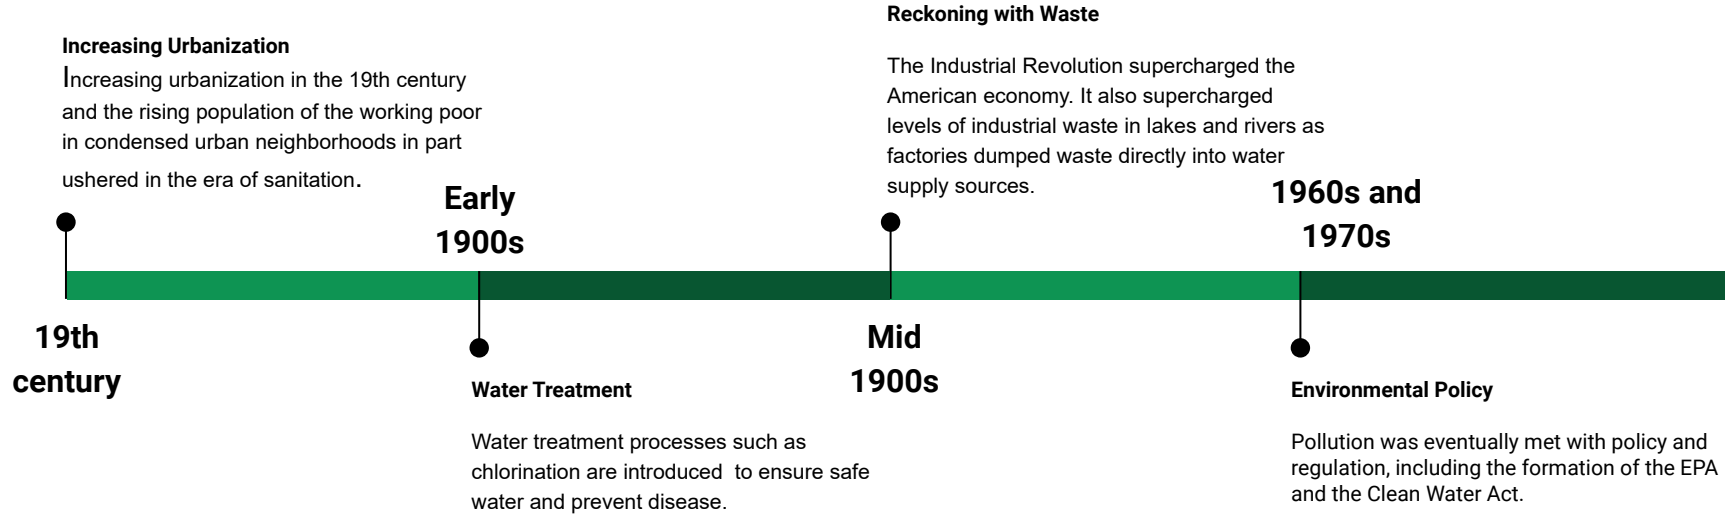 Increasing Urbanization
Increasing urbanization in the 19th century
and the rising population of the working poor
in condensed urban neighborhoods in part
ushered in the era of sanitation.
19th
century
Early
1900s
Water Treatment
Water treatment processes such as
chlorination are introduced  to ensure safe
water and prevent disease.
Reckoning with Waste
The Industrial Revolution supercharged the
American economy. It also supercharged
levels of industrial waste in lakes and rivers as
factories dumped waste directly into water
supply sources.
Mid
1900s
1960s and
1970s
Environmental Policy
Pollution was eventually met with policy and
regulation, including the formation of the EPA
and the Clean Water Act.